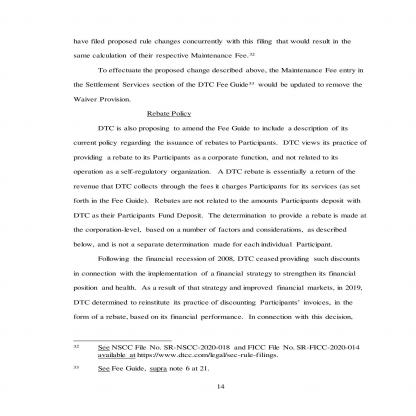 have filed proposed rule changes concurrently with this filing that would result in the
same calculation of their respective Maintenance Fee.32
To effectuate the proposed change described above, the Maintenance Fee entry in
the Settlement Services section of the DTC Fee Guide33 would be updated to remove the
Waiver Provision.
Rebate Policy
DTC is also proposing to amend the Fee Guide to include a description of its
current policy regarding the issuance of rebates to Participants. DTC views its practice of
providing a rebate to its Participants as a corporate function, and not related to its
operation as a self-regulatory organization. A DTC rebate is essentially a return of the
revenue that DTC collects through the fees it charges Participants for its services (as set
forth in the Fee Guide). Rebates are not related to the amounts Participants deposit with
DTC as their Participants Fund Deposit. The determination to provide a rebate is made at
the corporation-level, based on a number of factors and considerations, as described
below, and is not a separate determination made for each individual Participant.
Following the financial recession of 2008, DTC ceased providing such discounts
in connection with the implementation of a financial strategy to strengthen its financial
position and health. As a result of that strategy and improved financial markets, in 2019,
DTC determined to reinstitute its practice of discounting Participants' invoices, in the
form of a rebate, based on its financial performance. In connection with this decision,
32 See NSCC File No. SR-NSCC-2020-018 and FICC File No. SR-FICC-2020-014
available at https://www.dtcc.com/legal/sec-rule-filings.
33 See Fee Guide, supra note 6 at 21.
14